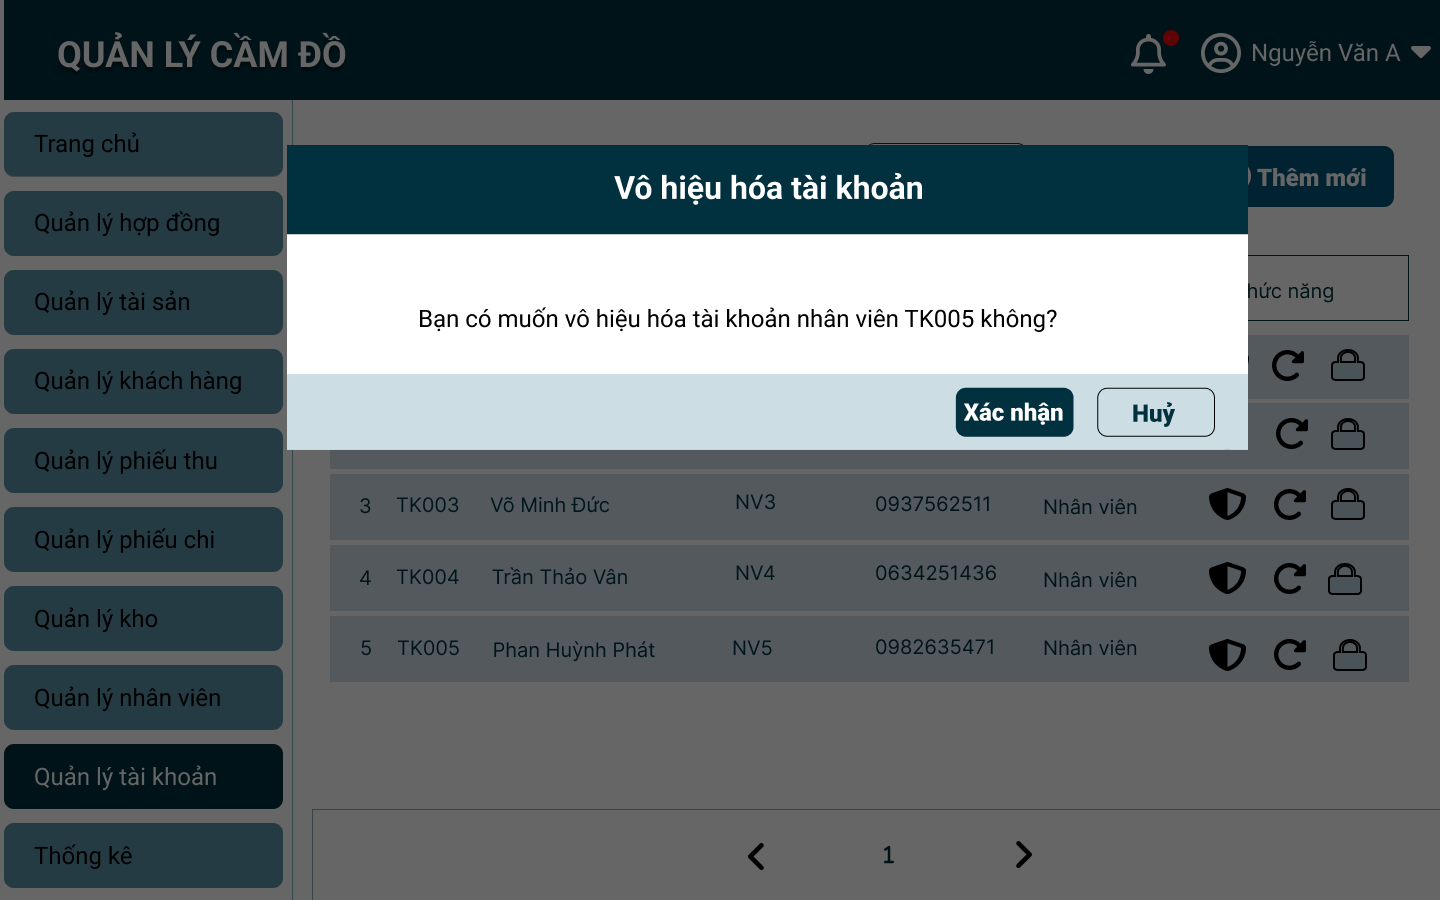 QUẢN LÝ CẦM ĐỒ
Nguyễn Văn A
Trang chủ
Quản lý hợp đồng
Quản lý tài sản
Quản lý khách hàng
Quản lý phiếu thu
Quản lý phiếu chi
Quản lý kho
Quản lý nhân viên
Quản lý tài khoản
Thống kê
Thêm mới
Vô hiệu hóa tài khoản
Bạn có muốn vô hiệu hóa tài khoản nhân viên TK005 không?
Xác nhận Huỷ
năng
3 TK003 Võ Minh Đức NV3 0937562511 Nhân viên
4 TK004 Trần Thảo Vân NV4 0634251436 Nhân viên
5 TK005 Phan Huỳnh Phát NV5 0982635471 Nhân viên
1